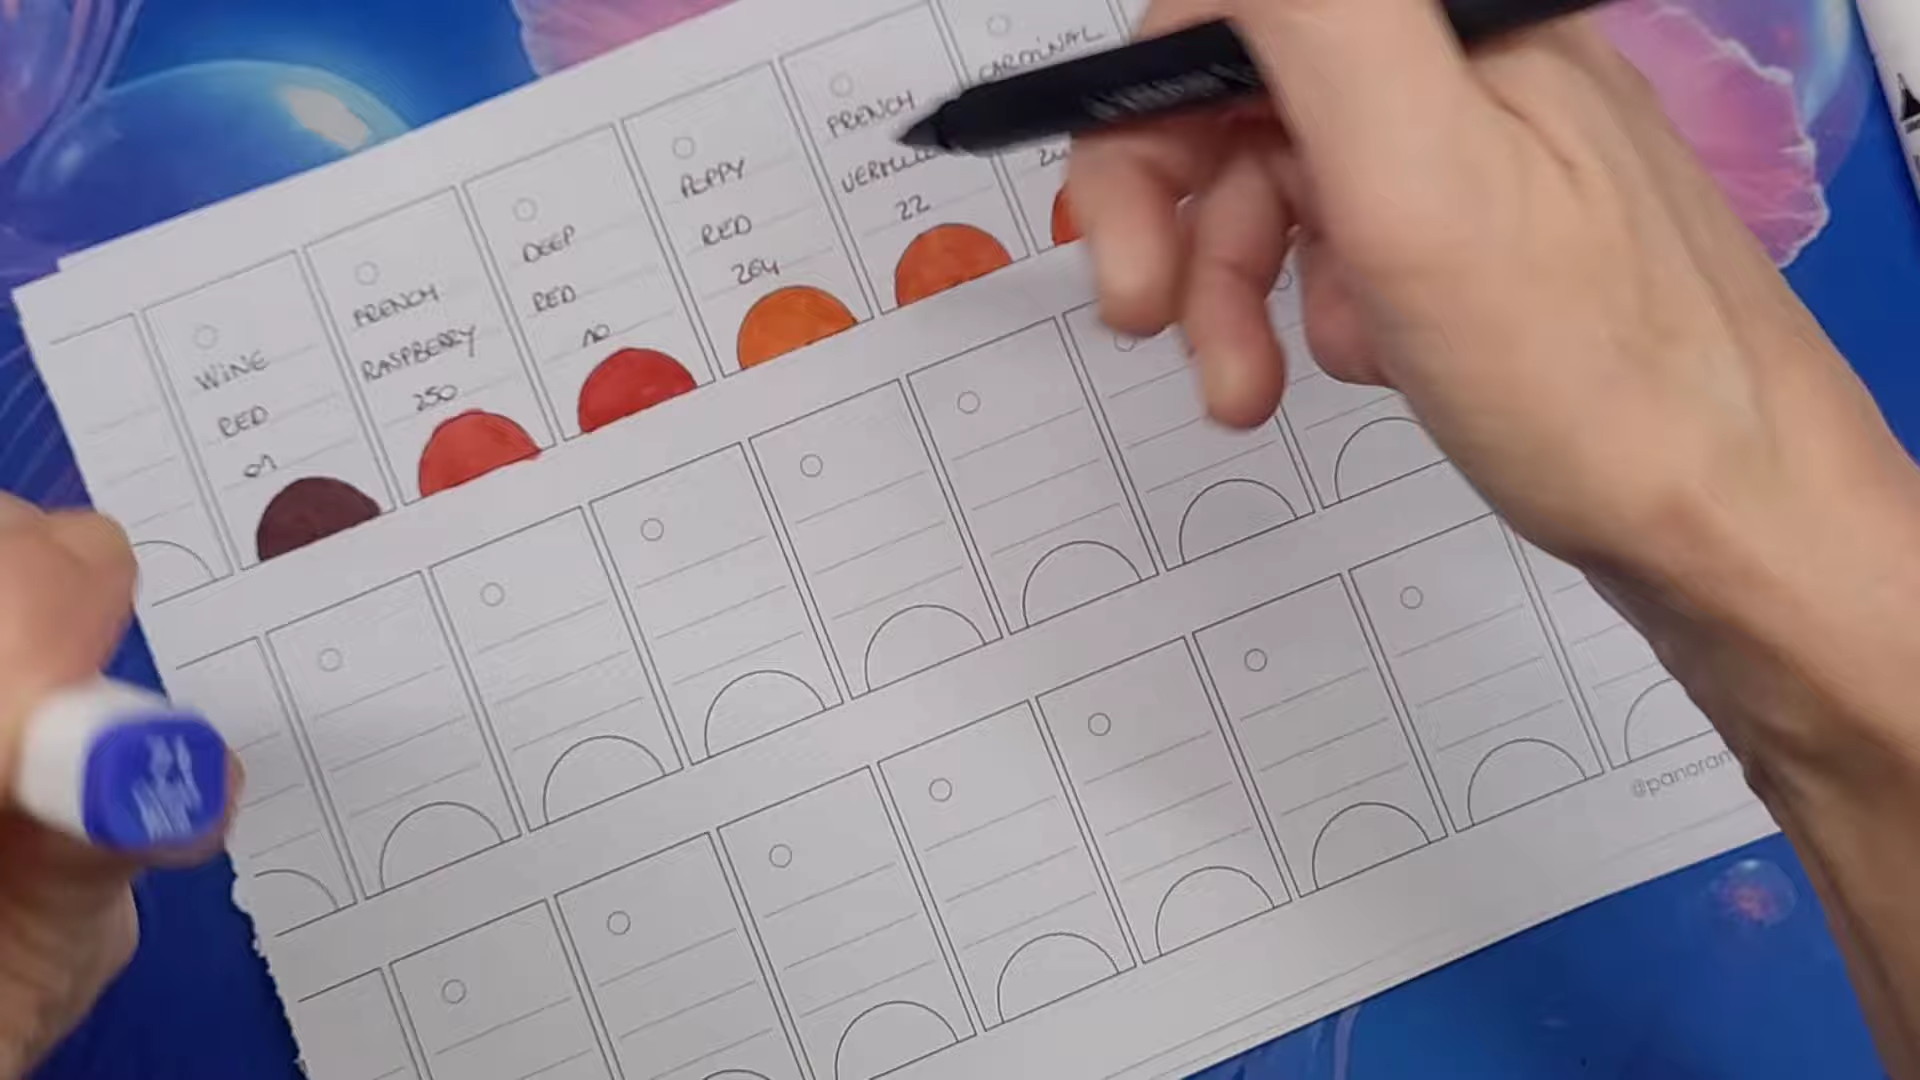 WINE
RED
01
FRENCH
RASPBERRY
250
DEEP
RED
10
POPPY
RED
264
FRENCH
22
CARDINAL
@panoram